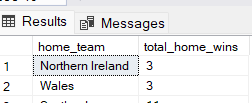 Results Messages
home_team total_home_wins
1 Northern Ireland 3
2 Wales 3